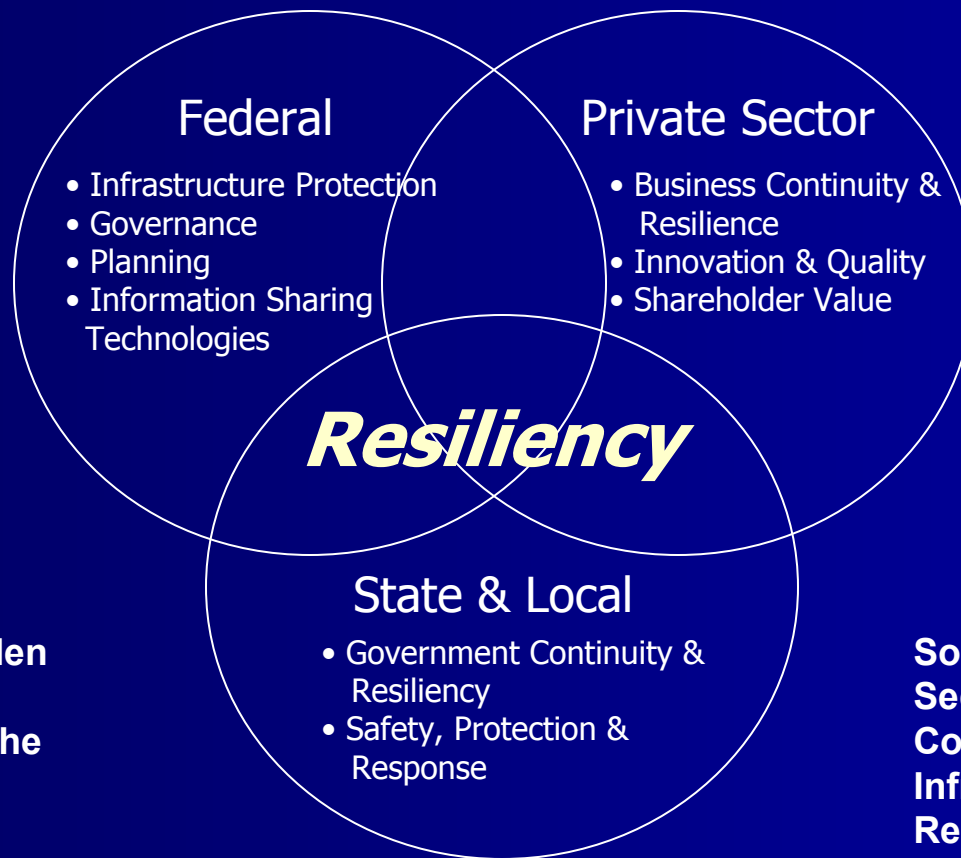 Federal
• Infrastructure Protection
• Governance
• Planning
• Information Sharing
Technologies
Private Sector
• Business Continuity &
Resilience
• Innovation & Quality
• Shareholder Value
Resiliency
State & Local
• Government Continuity &
Resiliency
• Safety, Protection &
Response